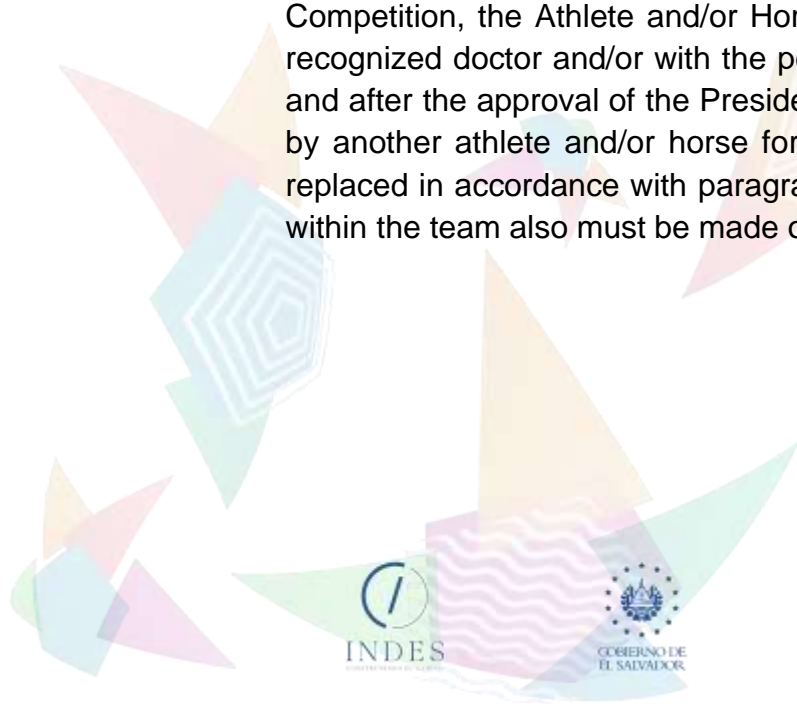 Competition, the Athlete and/or Hor
recognized doctor and/or with the p
and after the approval of the Preside
by another athlete and/or horse for
replaced in accordance with paragra
within the team also must be made
INDES
GOBIERNO DE
EL SALVADOR